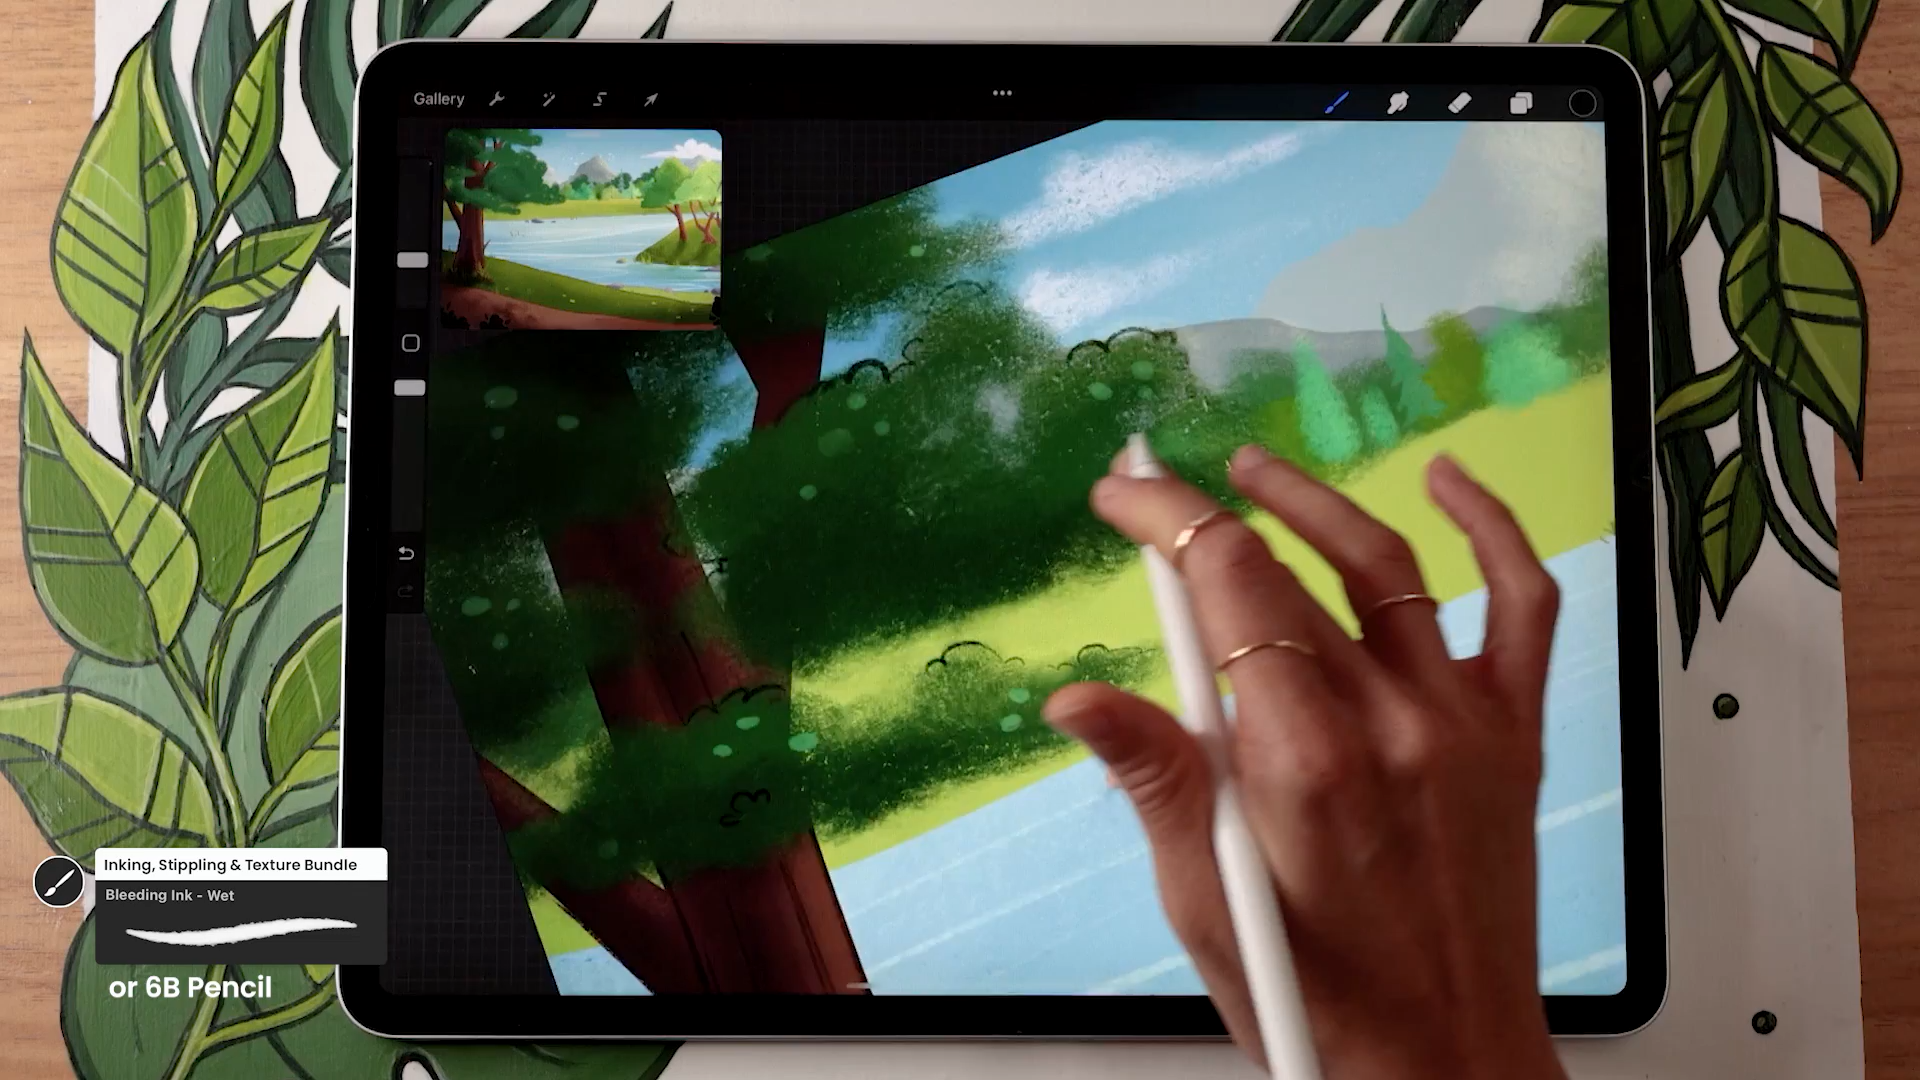 Gallery
Inking, Stippling & Texture Bundle
Bleeding Ink - Wet
or 6B Pencil